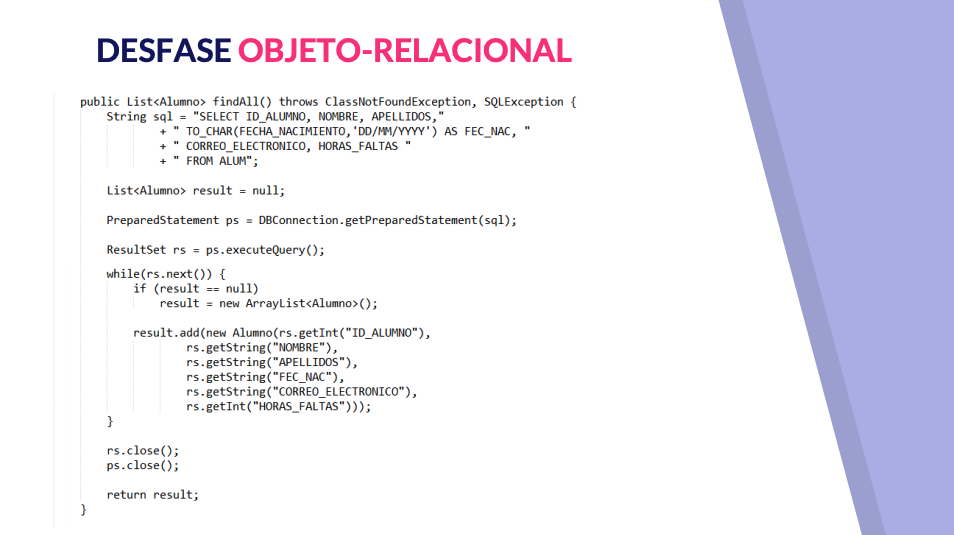 DESFASE OBJETO-RELACIONAL
public List<Alumno> findAll() throws ClassNotFoundException, SQLException {
String sql = "SELECT ID_ALUMNO, NOMBRE, APELLIDOS,"
+ " TO_CHAR(FECHA_NACIMIENTO,'DD/MM/YYYY') AS FEC_NAC, "
+ " CORREO_ELECTRONICO, HORAS_FALTAS "
+ " FROM ALUM";
List<Alumno> result = null;
PreparedStatement ps = DBConnection.getPreparedStatement(sql);
ResultSet rs = ps.executeQuery();
while(rs.next()) {
if (result == null)
result = new ArrayList<Alumno>();
result.add(new Alumno(rs.getInt("ID_ALUMNO"),
rs.getString("NOMBRE"),
rs.getString("APELLIDOS"),
rs.getString("FEC_NAC"),
rs.getString("CORREO_ELECTRONICO"),
rs.getInt("HORAS_FALTAS")));
}
rs.close();
ps.close();
return result;
}